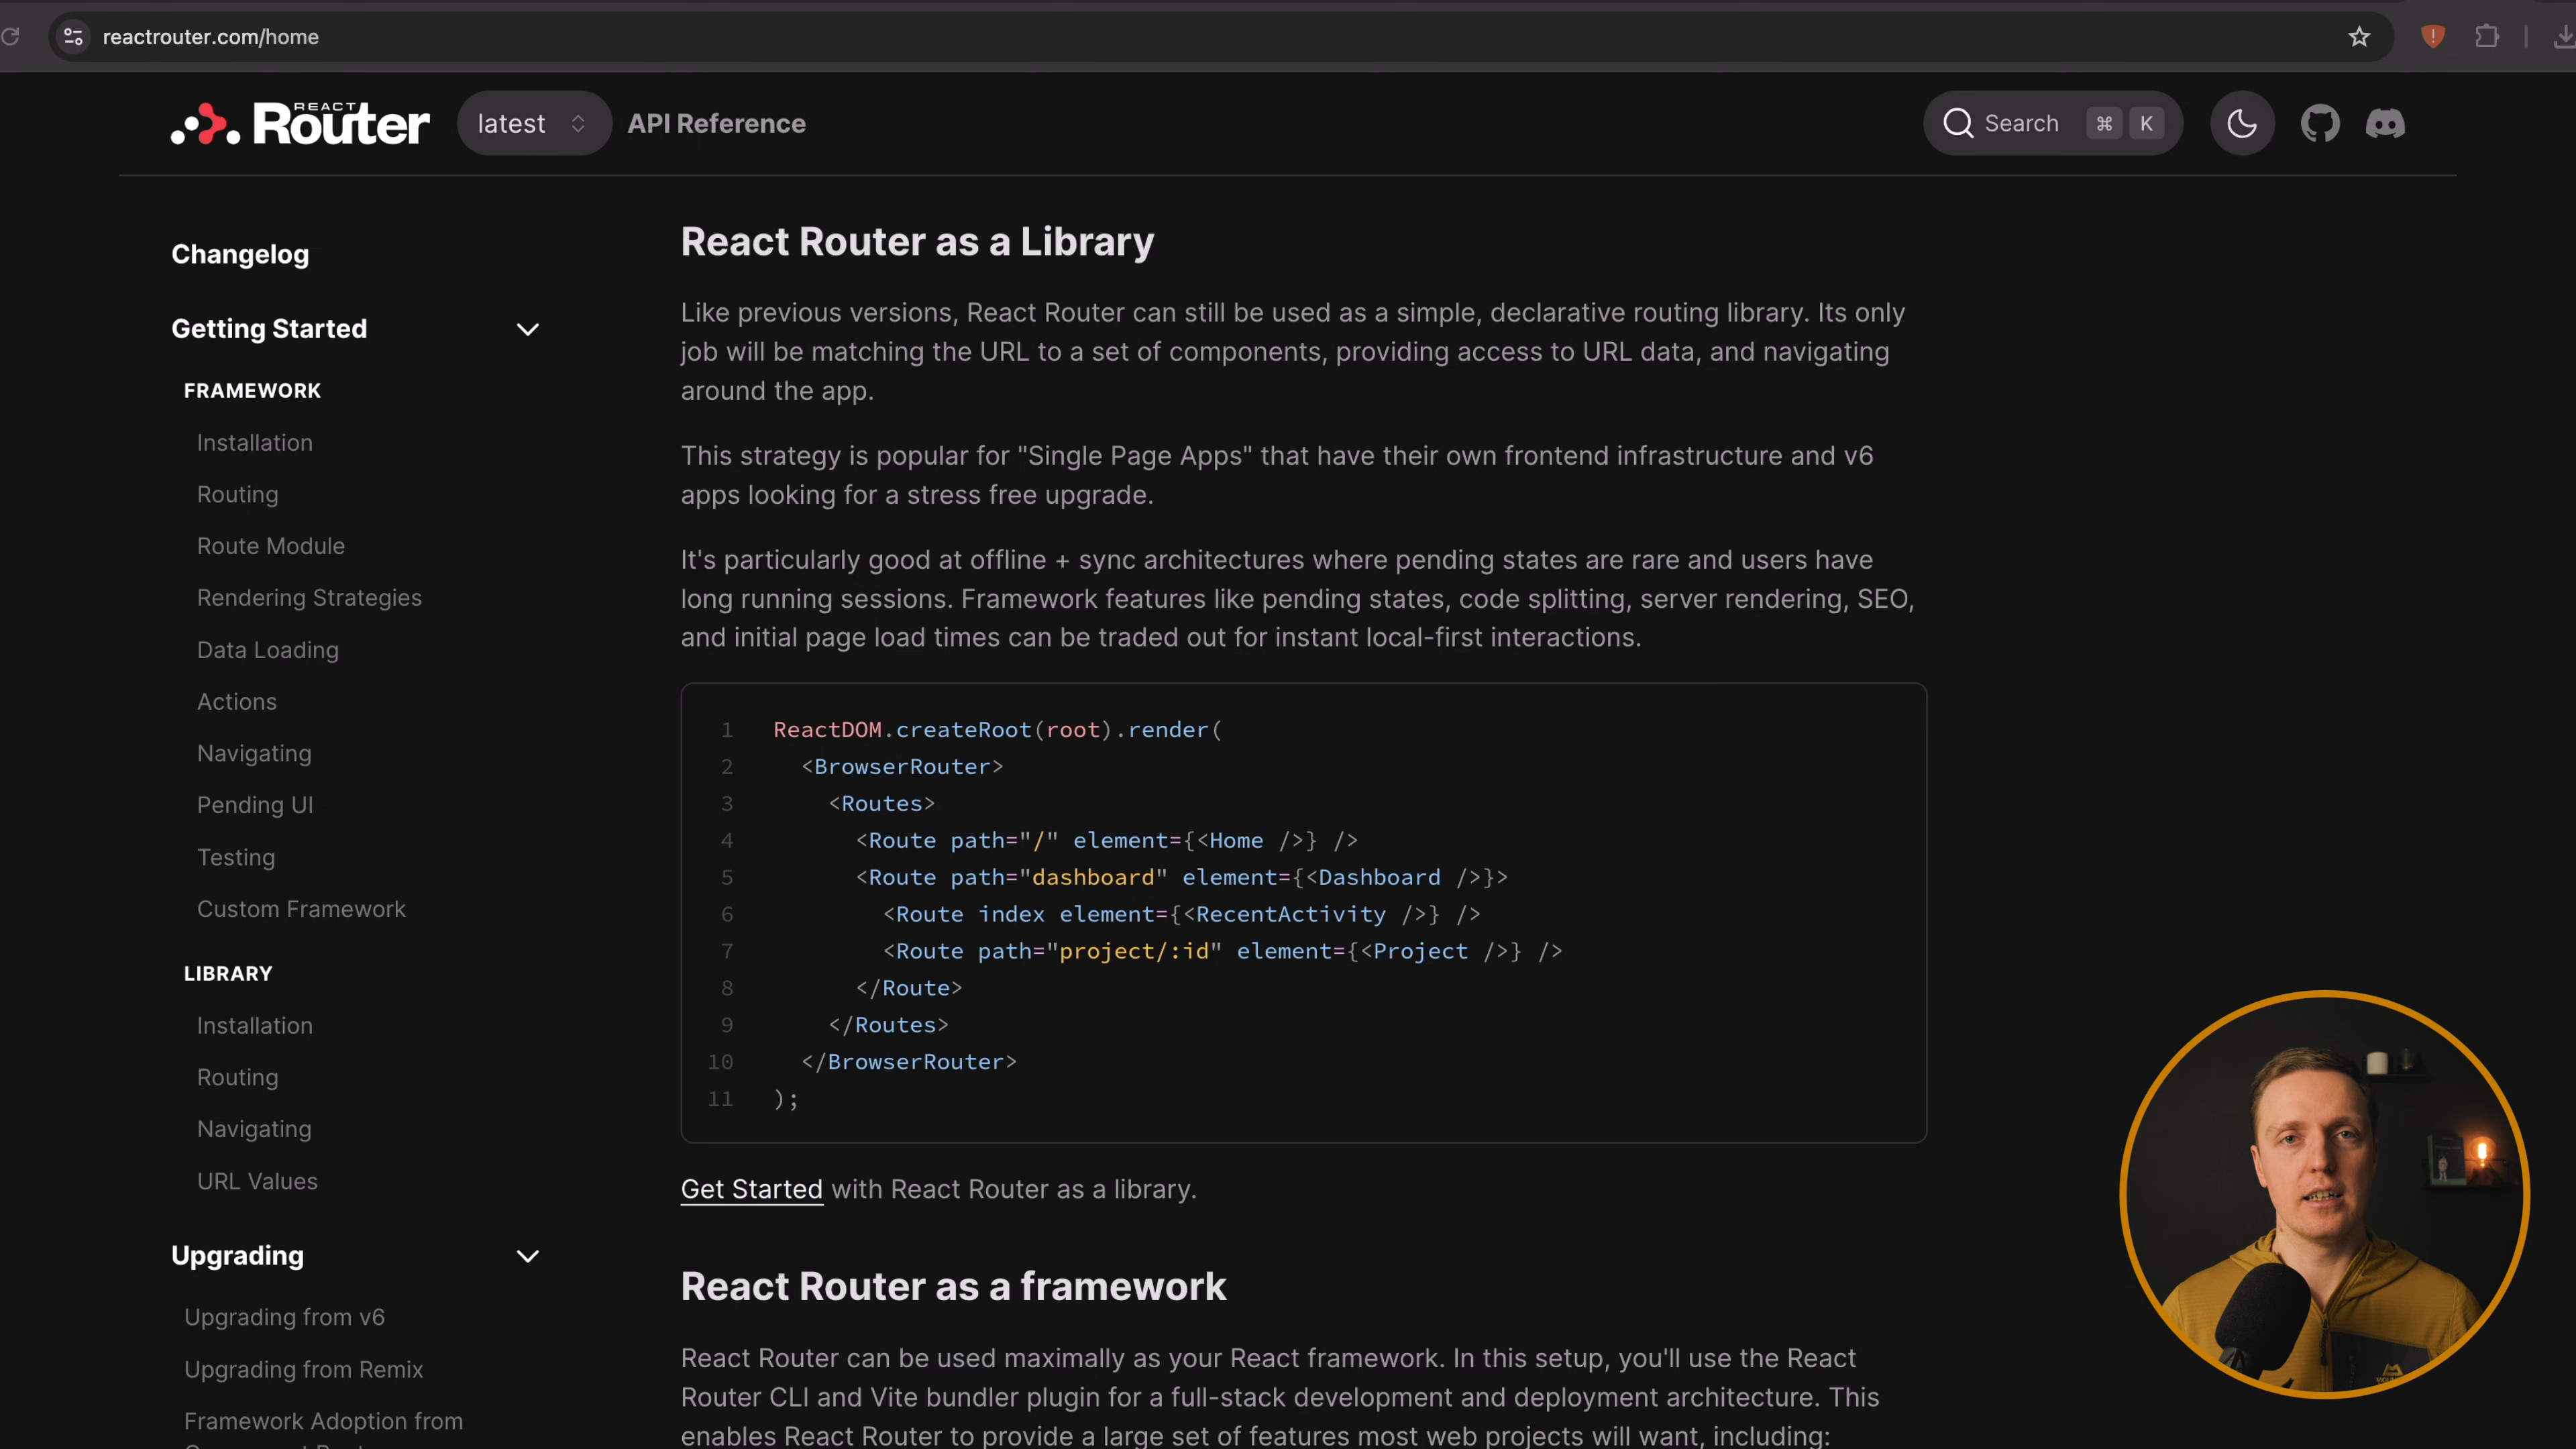 reactrouter.com/home
REACT
Router
latest
API Reference
Search
⌘ K
Changelog
Getting Started
FRAMEWORK
Installation
Routing
Route Module
Rendering Strategies
Data Loading
Actions
Navigating
Pending UI
Testing
Custom Framework
LIBRARY
Installation
Routing
Navigating
URL Values
Upgrading
Upgrading from v6
Upgrading from Remix
Framework Adoption from
React Router as a Library
Like previous versions, React Router can still be used as a simple, declarative routing library. Its only
job will be matching the URL to a set of components, providing access to URL data, and navigating
around the app.
This strategy is popular for "Single Page Apps" that have their own frontend infrastructure and v6
apps looking for a stress free upgrade.
It's particularly good at offline + sync architectures where pending states are rare and users have
long running sessions. Framework features like pending states, code splitting, server rendering, SEO,
and initial page load times can be traded out for instant local-first interactions.
1 ReactDOM.createRoot(root).render(
2 <BrowserRouter>
3 <Routes>
4 <Route path="/" element={<Home />} />
5 <Route path="dashboard" element={<Dashboard />}>
6 <Route index element={<RecentActivity />} />
7 <Route path="project/:id" element={<Project />} />
8 </Route>
9 </Routes>
10 </BrowserRouter>
11 );
Get Started with React Router as a library.
React Router as a framework
React Router can be used maximally as your React framework. In this setup, you'll use the React
Router CLI and Vite bundler plugin for a full-stack development and deployment architecture. This
enables React Router to provide a large set of features most web projects will want, including: